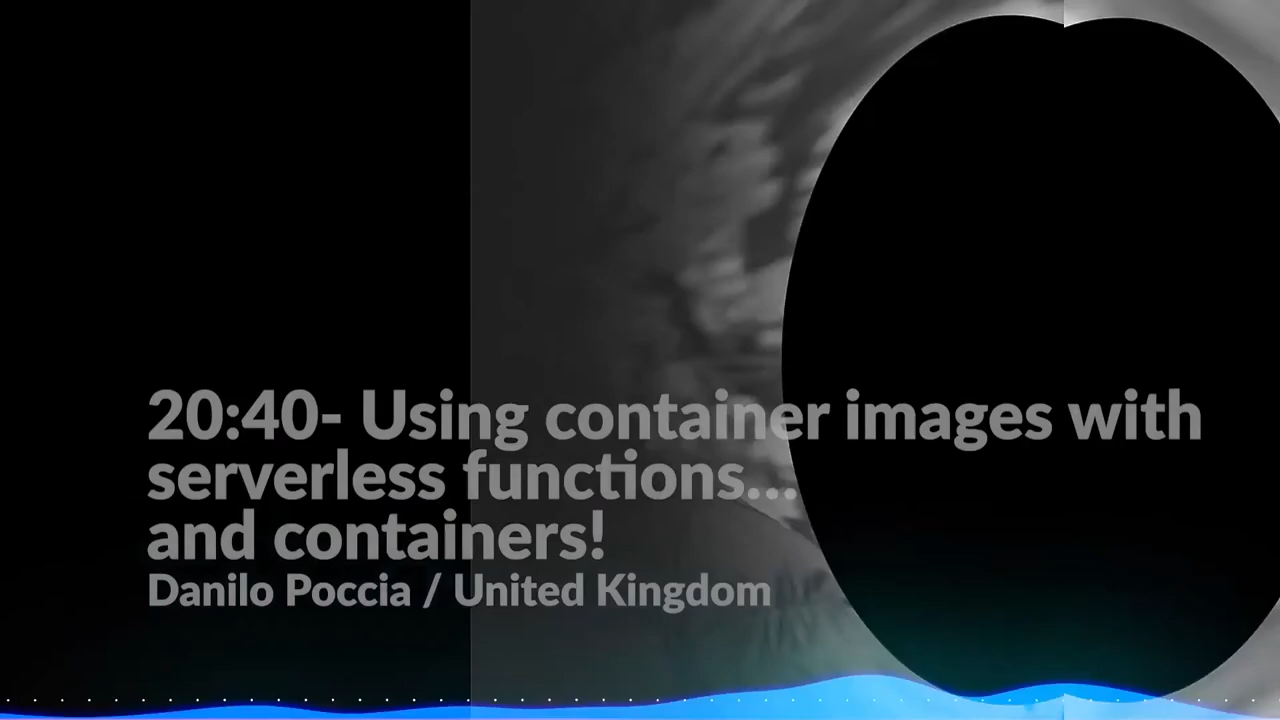 20:40- Using container images with
serverless functions...
and containers!
Danilo Poccia / United Kingdom